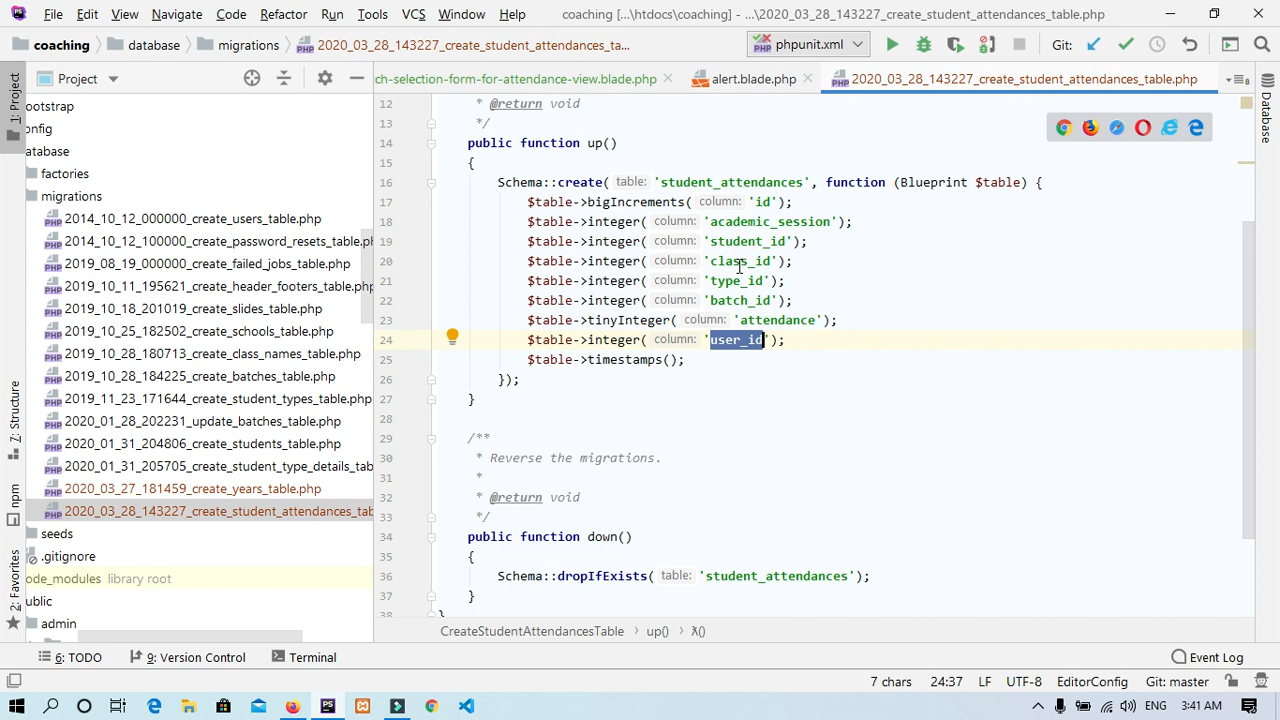 File Edit View Navigate Code Refactor Run Tools VCS Window Help coaching [...\htdocs\coaching] - ...\2020_03_28_143227_create_student_attendances_table.php
coaching database migrations 2020_03_28_143227_create_student_attendances_ta... phpunit.xml Git:
1: Project
Project
ch-selection-form-for-attendance-view.blade.php alert.blade.php 2020_03_28_143227_create_student_attendances_table.php
8
Database
ootstrap
onfig
atabase
factories
migrations
2014_10_12_000000_create_users_table.php
2014_10_12_100000_create_password_resets_table.php
2019_08_19_000000_create_failed_jobs_table.php
2019_10_11_195621_create_header_footers_table.php
2019_10_18_201019_create_slides_table.php
2019_10_25_182502_create_schools_table.php
2019_10_28_180713_create_class_names_table.php
2019_10_28_184225_create_batches_table.php
2019_11_23_171644_create_student_types_table.php
2020_01_28_202231_update_batches_table.php
2020_01_31_204806_create_students_table.php
2020_01_31_205705_create_student_type_details_ta
2020_03_27_181459_create_years_table.php
2020_03_28_143227_create_student_attendances_tab
seeds
.gitignore
ode_modules library root
ublic
admin
Z: Structure
npm
2: Favorites
12 * @return void
13 */
14 public function up()
15 {
16 Schema::create( table: 'student_attendances', function (Blueprint $table) {
17 $table->bigIncrements( column: 'id');
18 $table->integer( column: 'academic_session');
19 $table->integer( column: 'student_id');
20 $table->integer( column: 'class_id');
21 $table->integer( column: 'type_id');
22 $table->integer( column: 'batch_id');
23 $table->tinyInteger( column: 'attendance');
24 $table->integer( column: 'user_id');
25 $table->timestamps();
26 });
27 }
28
29 /**
30 * Reverse the migrations.
31 *
32 * @return void
33 */
34 public function down()
35 {
36 Schema::dropIfExists( table: 'student_attendances');
37 }
38 }
CreateStudentAttendancesTable up() λ()
6: TODO 9: Version Control Terminal Event Log
7 chars 24:37 LF UTF-8 EditorConfig Git: master
ENG 3:41 AM